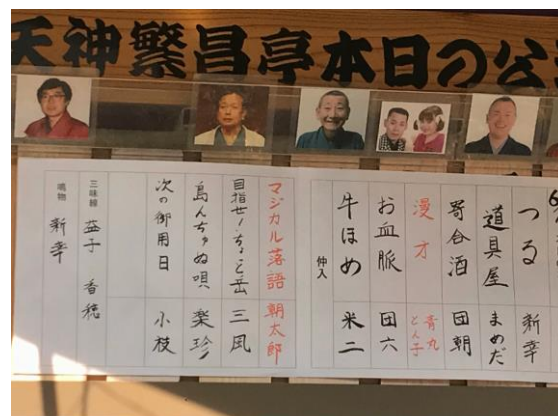 天神繁昌亭本日の公
つる 新幸
道具屋 まめだ
寄合酒 団朝
漫才 青丸 とん子
お血脈 団六
牛ほめ 米二
仲入
マジカル落語 朝太郎
目指せ! 三風
島んちゅぬ唄 楽珍
次の御用日 小枝
三味線 益子 香穂
鳴物 新幸